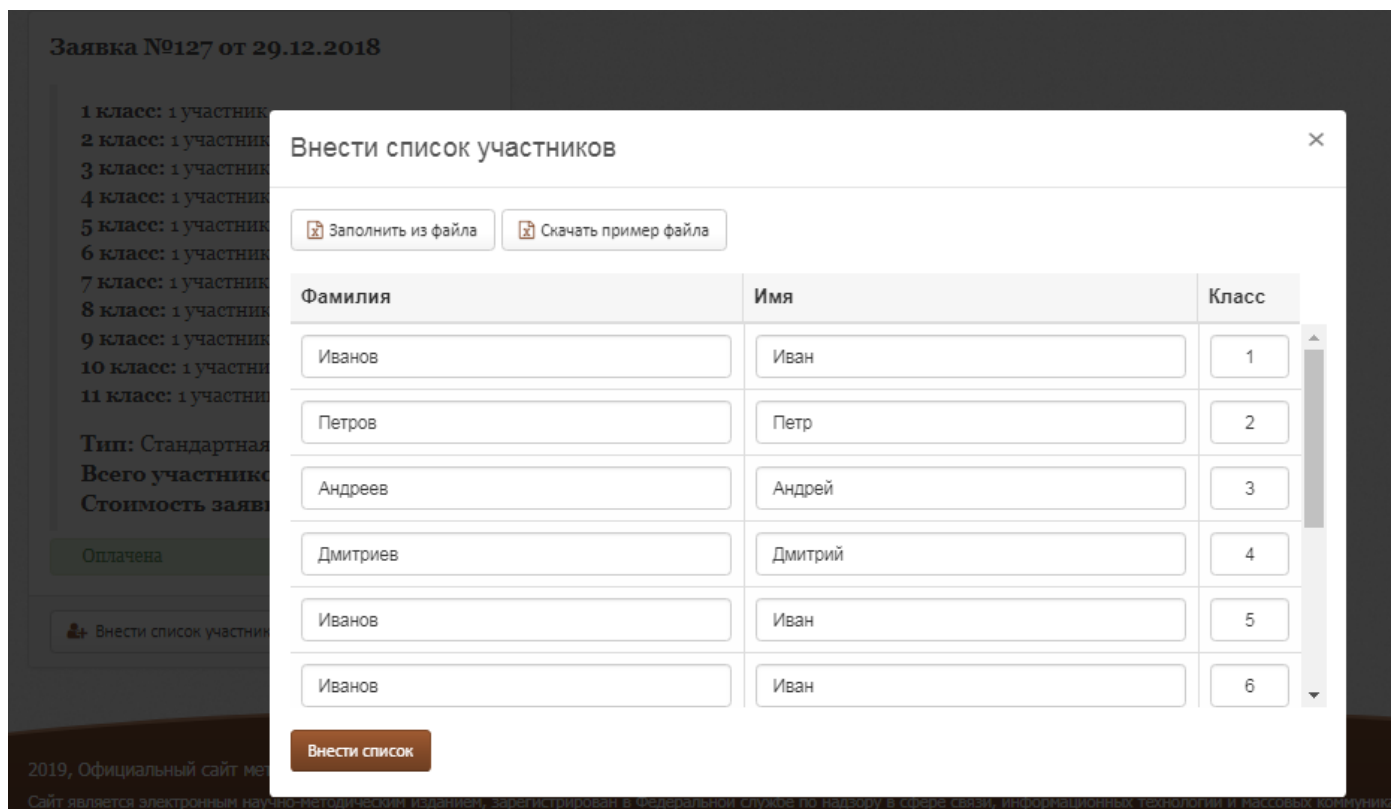 Заявка №127 от 29.12.2018
1 класс: 1 участник
2 класс: 1 участник
3 класс: 1 участник
4 класс: 1 участник
5 класс: 1 участник
6 класс: 1 участник
7 класс: 1 участник
8 класс: 1 участник
9 класс: 1 участник
10 класс: 1 участни
11 класс: 1 участни
Тип: Стандартная
Всего участнико
Стоимость заяв
Оплачена
Внести список участник
Внести список участников
×
Заполнить из файла Скачать пример файла
Фамилия Имя Класс
Иванов Иван 1
Петров Петр 2
Андреев Андрей 3
Дмитриев Дмитрий 4
Иванов Иван 5
Иванов Иван 6
Внести список
2019, Официальный сайт мет
Сайт является электронным научно-методическим изданием, зарегистрирован в Федеральной службе по надзору в сфере связи, информационных технологий и массовых коммуник